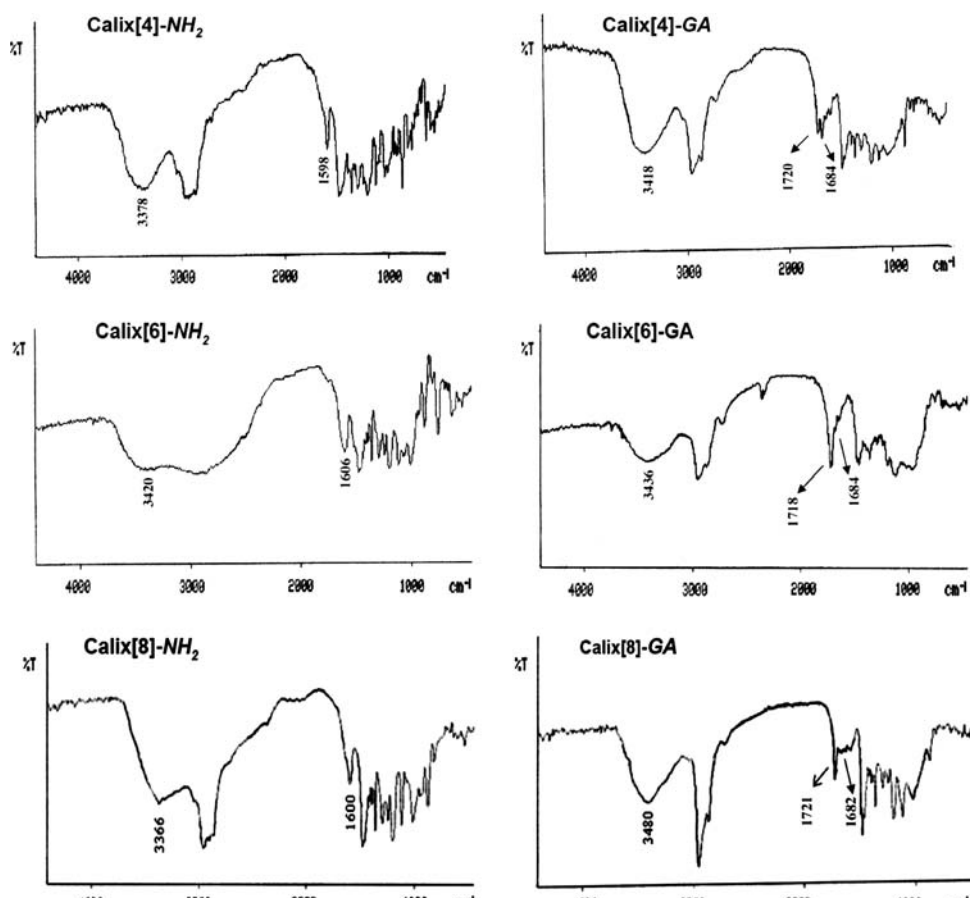 Calix[4]-NH2
%T
3378
1598
4000 3000 2000 1000 cm-1
Calix[4]-GA
%T
3418
1720
1684
4000 3000 2000 1000 cm-1
Calix[6]-NH2
%T
3420
1606
4000 3000 2000 1000 cm-1
Calix[6]-GA
%T
3436
1718
1684
4000 3000 2000 1000 cm-1
Calix[8]-NH2
%T
3366
1600
Calix[8]-GA
%T
3480
1721
1682